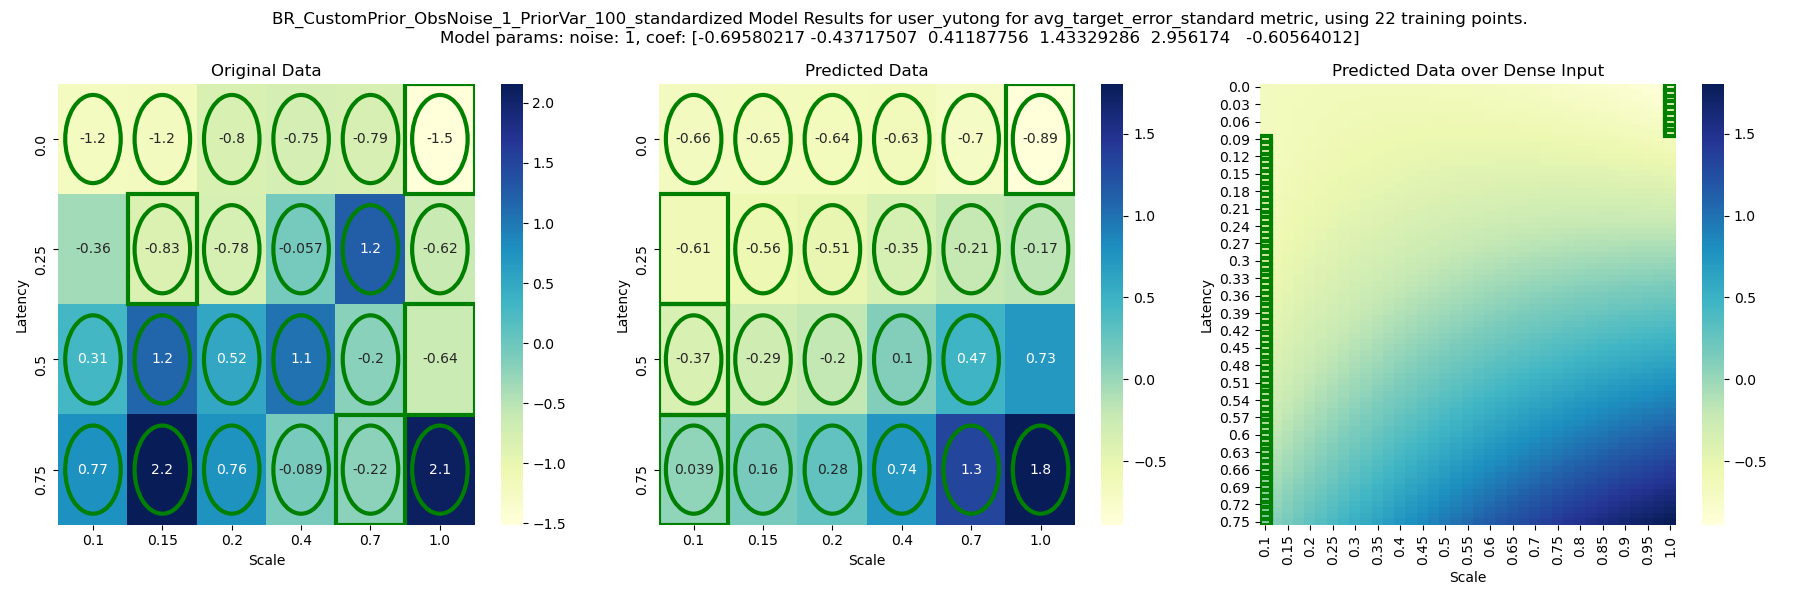 BR_CustomPrior_ObsNoise_1_PriorVar_100_standardized Model Results for user_yutong for avg_target_error_standard metric, using 22 training points.
Model params: noise: 1, coef: [-0.69580217 -0.43717507  0.41187756  1.43329286  2.956174   -0.60564012]
Original Data
-1.2 -1.2 -0.8 -0.75 -0.79 -1.5
-0.36 -0.83 -0.78 -0.057 1.2 -0.62
0.31 1.2 0.52 1.1 -0.2 -0.64
0.77 2.2 0.76 -0.089 -0.22 2.1
0.0
0.25
0.5
0.75
Latency
0.1 0.15 0.2 0.4 0.7 1.0
Scale
2.0
1.5
1.0
0.5
0.0
−0.5
−1.0
−1.5
Predicted Data
-0.66 -0.65 -0.64 -0.63 -0.7 -0.89
-0.61 -0.56 -0.51 -0.35 -0.21 -0.17
-0.37 -0.29 -0.2 0.1 0.47 0.73
0.039 0.16 0.28 0.74 1.3 1.8
0.0
0.25
0.5
0.75
Latency
0.1 0.15 0.2 0.4 0.7 1.0
Scale
1.5
1.0
0.5
0.0
−0.5
Predicted Data over Dense Input
0.0
0.03
0.06
0.09
0.12
0.15
0.18
0.21
0.24
0.27
0.3
0.33
0.36
0.39
0.42
0.45
0.48
0.51
0.54
0.57
0.6
0.63
0.66
0.69
0.72
0.75
Latency
0.1 0.15 0.2 0.25 0.3 0.35 0.4 0.45 0.5 0.55 0.6 0.65 0.7 0.75 0.8 0.85 0.9 0.95 1.0
Scale
1.5
1.0
0.5
0.0
−0.5